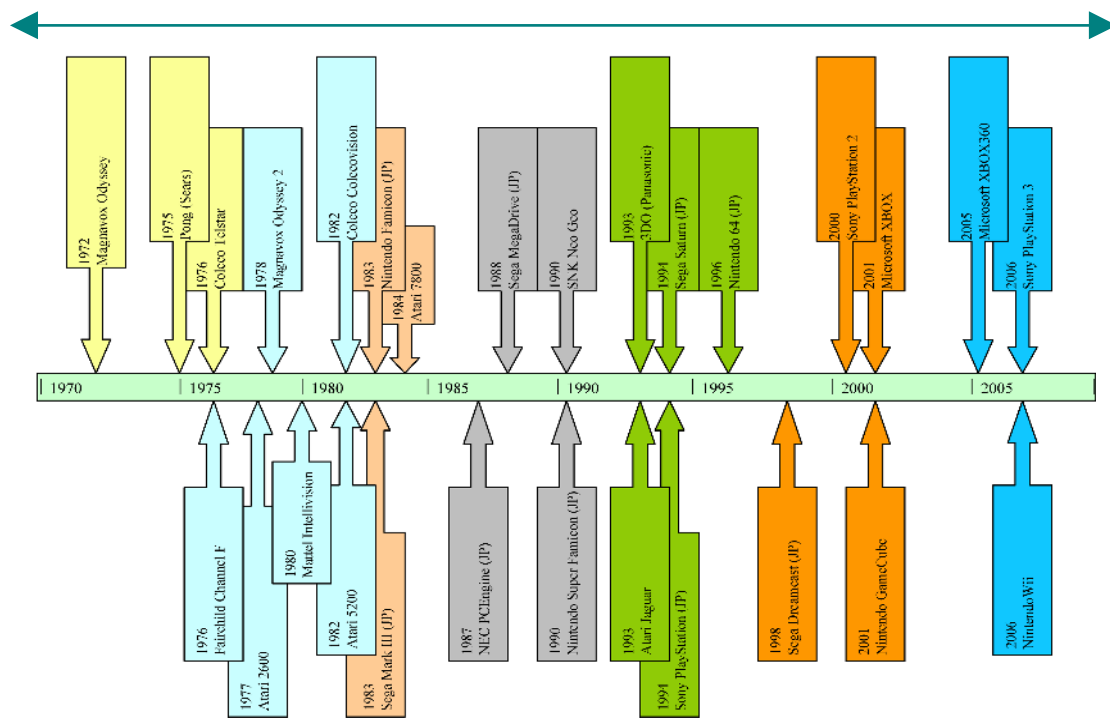 1972
Magnavox Odyssey
1975
Pong (Sears)
1976
Coleco Telstar
1978
Magnavox Odyssey 2
1982
Coleco Colecovision
1983
Nintendo Famicon (JP)
1984
Atari 7800
1988
Sega MegaDrive (JP)
1990
SNK Neo Geo
1993
3DO (Panasonic)
1994
Sega Saturn (JP)
1996
Nintendo 64 (JP)
2000
Sony PlayStation 2
2001
Microsoft XBOX
2005
Microsoft XBOX360
2006
Sony PlayStation 3
1970 1975 1980 1985 1990 1995 2000 2005
1976
Fairchild Channel F
1977
Atari 2600
1980
Mattel Intellivision
1982
Atari 5200
1983
Sega Mark III (JP)
1987
NEC PCEngine (JP)
1990
Nintendo Super Famicon (JP)
1993
Atari Jaguar
1994
Sony PlayStation (JP)
1998
Sega Dreamcast (JP)
2001
Nintendo GameCube
2006
NintendoWii